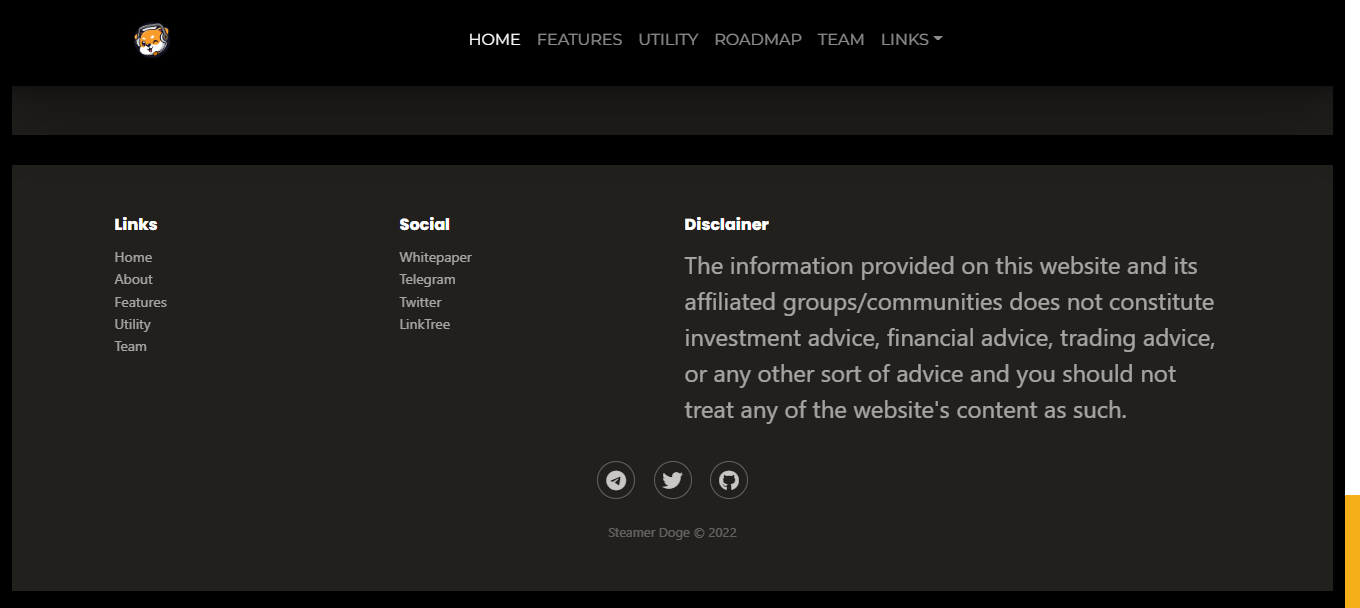 HOME FEATURES UTILITY ROADMAP TEAM LINKS
Links
Home
About
Features
Utility
Team
Social
Whitepaper
Telegram
Twitter
LinkTree
Disclainer
The information provided on this website and its
affiliated groups/communities does not constitute
investment advice, financial advice, trading advice,
or any other sort of advice and you should not
treat any of the website's content as such.
Steamer Doge © 2022